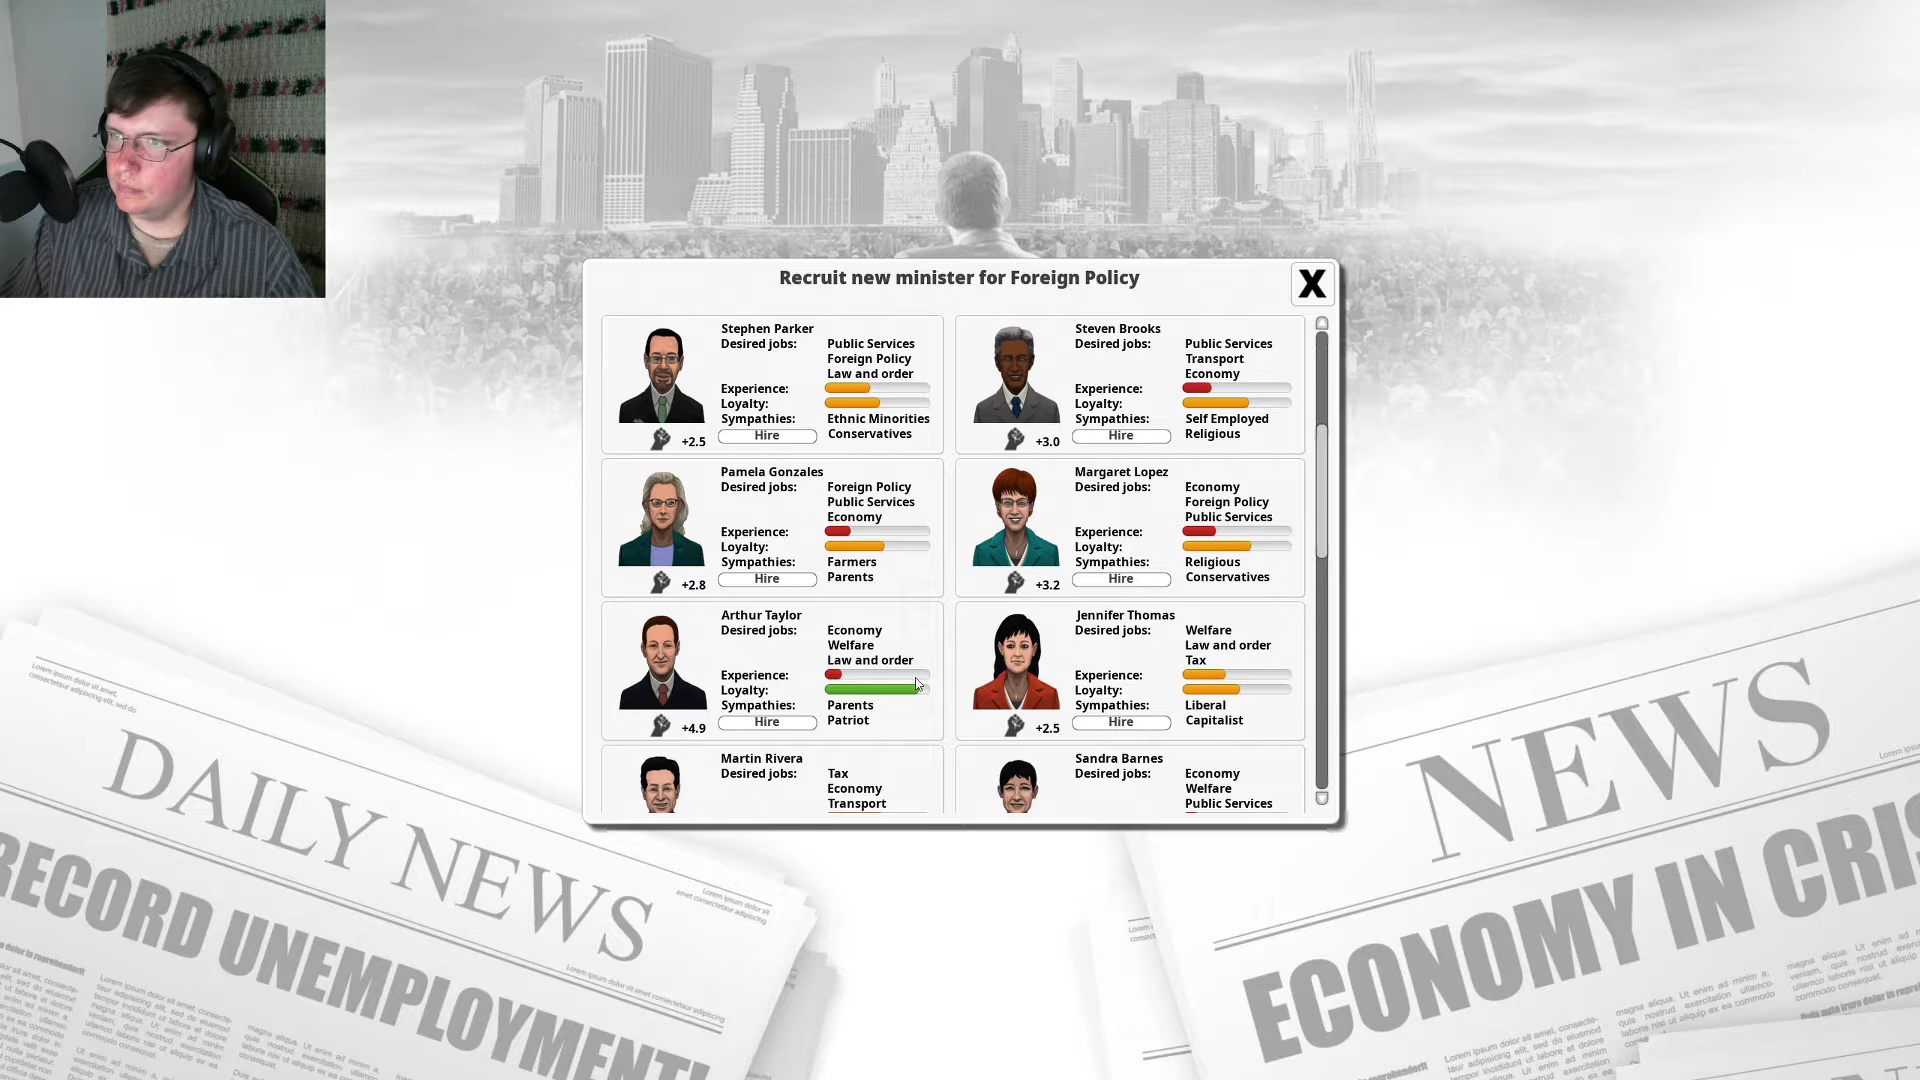 Recruit new minister for Foreign Policy
X
Stephen Parker
Desired jobs: Public Services
Foreign Policy
Law and order
Experience:
Loyalty:
Sympathies: Ethnic Minorities
Hire Conservatives
+2.5
Steven Brooks
Desired jobs: Public Services
Transport
Economy
Experience:
Loyalty:
Sympathies: Self Employed
Hire Religious
+3.0
Pamela Gonzales
Desired jobs: Foreign Policy
Public Services
Economy
Experience:
Loyalty:
Sympathies: Farmers
Hire Parents
+2.8
Margaret Lopez
Desired jobs: Economy
Foreign Policy
Public Services
Experience:
Loyalty:
Sympathies: Religious
Hire Conservatives
+3.2
Arthur Taylor
Desired jobs: Economy
Welfare
Law and order
Experience:
Loyalty:
Sympathies: Parents
Hire Patriot
+4.9
Jennifer Thomas
Desired jobs: Welfare
Law and order
Tax
Experience:
Loyalty:
Sympathies: Liberal
Hire Capitalist
+2.5
Martin Rivera
Desired jobs: Tax
Economy
Transport
Sandra Barnes
Desired jobs: Economy
Welfare
Public Services
DAILY NEWS
RECORD UNEMPLOYMENT!
NEWS
ECONOMY IN CRIS